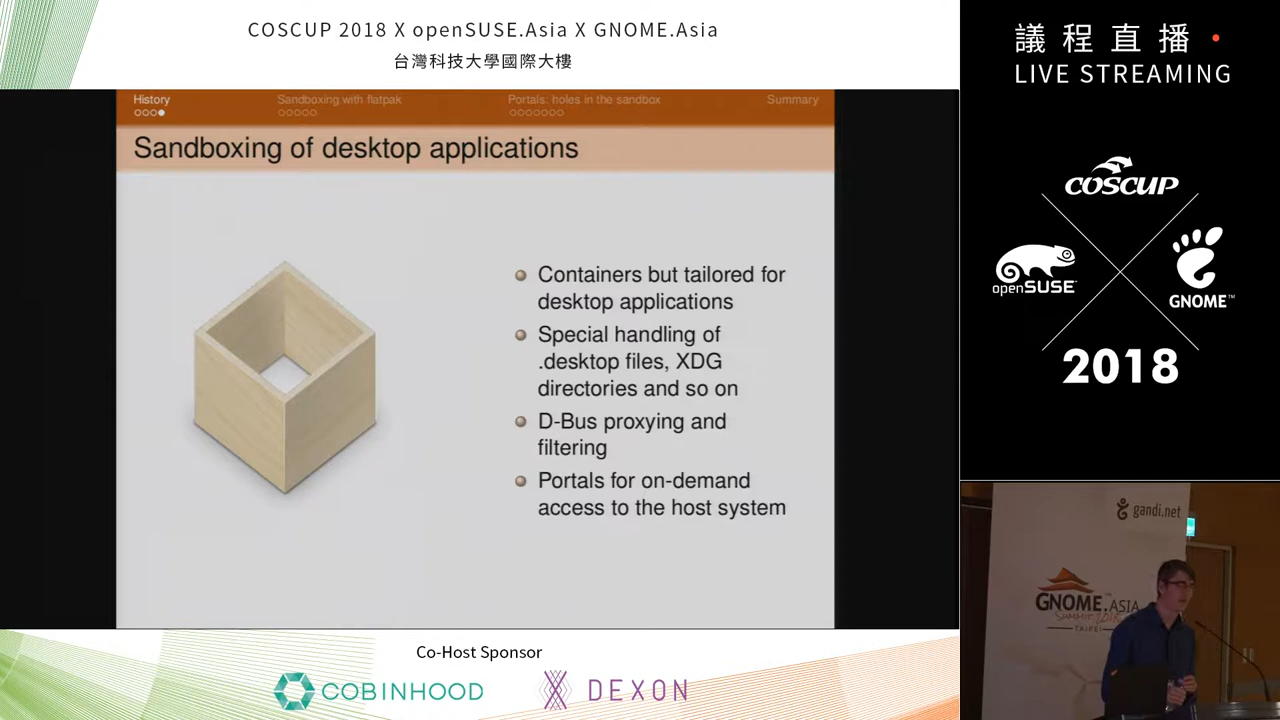 COSCUP 2018 X openSUSE.Asia X GNOME.Asia
台灣科技大學國際大樓
History
Sandboxing with flatpak
Portals: holes in the sandbox
Summary
Sandboxing of desktop applications
Containers but tailored for
desktop applications
Special handling of
.desktop files, XDG
directories and so on
D-Bus proxying and
filtering
Portals for on-demand
access to the host system
Co-Host Sponsor
COBINHOOD
DEXON
議程直播
LIVE STREAMING
COSCUP
openSUSE
GNOME™
2018
gandi.net
GNOME.ASIA
SUMMIT 2018
TAIPEI